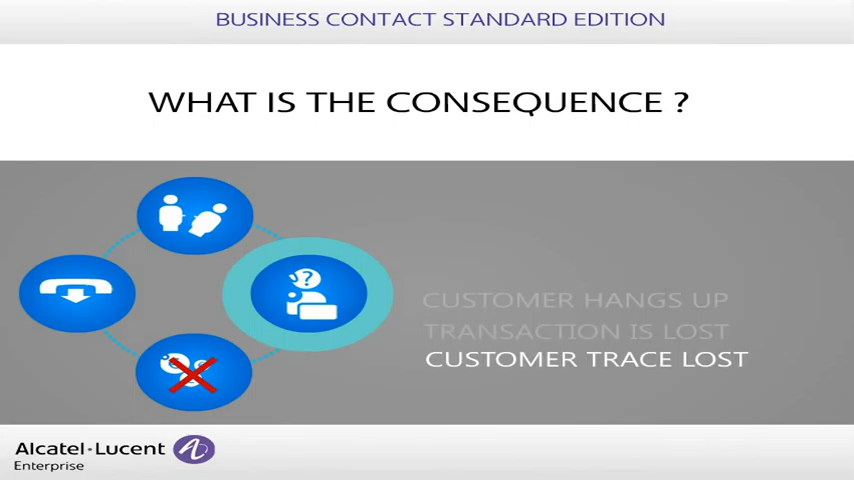 BUSINESS CONTACT STANDARD EDITION
WHAT IS THE CONSEQUENCE ?
?
CUSTOMER HANGS UP
TRANSACTION IS LOST
CUSTOMER TRACE LOST
Alcatel·Lucent
Enterprise